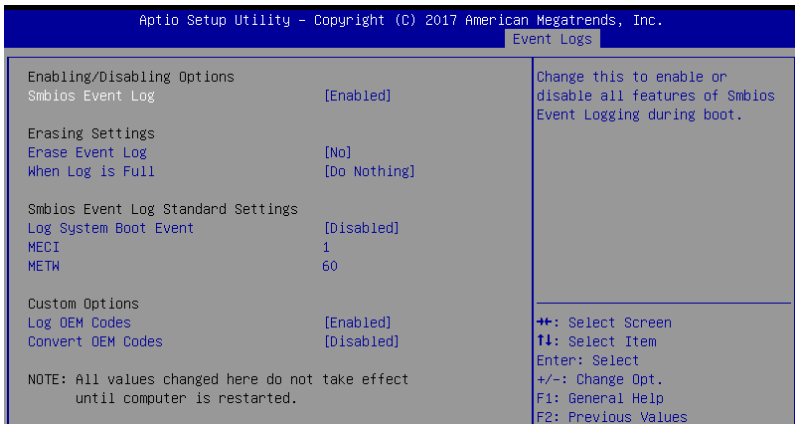 Aptio Setup Utility – Copyright (C) 2017 American Megatrends, Inc.
Event Logs
Enabling/Disabling Options
Smbios Event Log [Enabled]
Erasing Settings
Erase Event Log [No]
When Log is Full [Do Nothing]
Smbios Event Log Standard Settings
Log System Boot Event [Disabled]
MECI 1
METW 60
Custom Options
Log OEM Codes [Enabled]
Convert OEM Codes [Disabled]
NOTE: All values changed here do not take effect
until computer is restarted.
Change this to enable or
disable all features of Smbios
Event Logging during boot.
→←: Select Screen
↑↓: Select Item
Enter: Select
+/-: Change Opt.
F1: General Help
F2: Previous Values